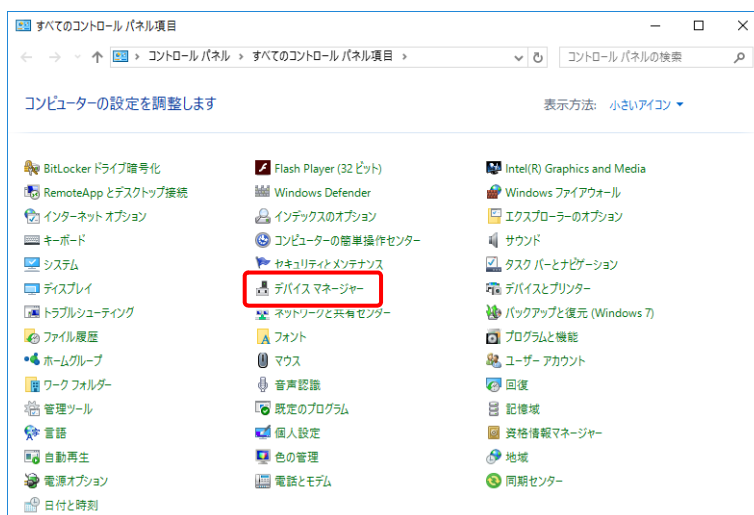 すべてのコントロール パネル項目
コントロール パネル › すべてのコントロール パネル項目 ›
コントロール パネルの検索
コンピューターの設定を調整します
表示方法: 小さいアイコン
BitLocker ドライブ暗号化
Flash Player (32 ビット)
Intel(R) Graphics and Media
RemoteApp とデスクトップ接続
Windows Defender
Windows ファイアウォール
インターネット オプション
インデックスのオプション
エクスプローラーのオプション
キーボード
コンピューターの簡単操作センター
サウンド
システム
セキュリティとメンテナンス
タスク バーとナビゲーション
ディスプレイ
デバイス マネージャー
デバイスとプリンター
トラブルシューティング
ネットワークと共有センター
バックアップと復元 (Windows 7)
ファイル履歴
フォント
プログラムと機能
ホームグループ
マウス
ユーザー アカウント
ワーク フォルダー
音声認識
回復
管理ツール
既定のプログラム
記憶域
言語
個人設定
資格情報マネージャー
自動再生
色の管理
地域
電源オプション
電話とモデム
同期センター
日付と時刻